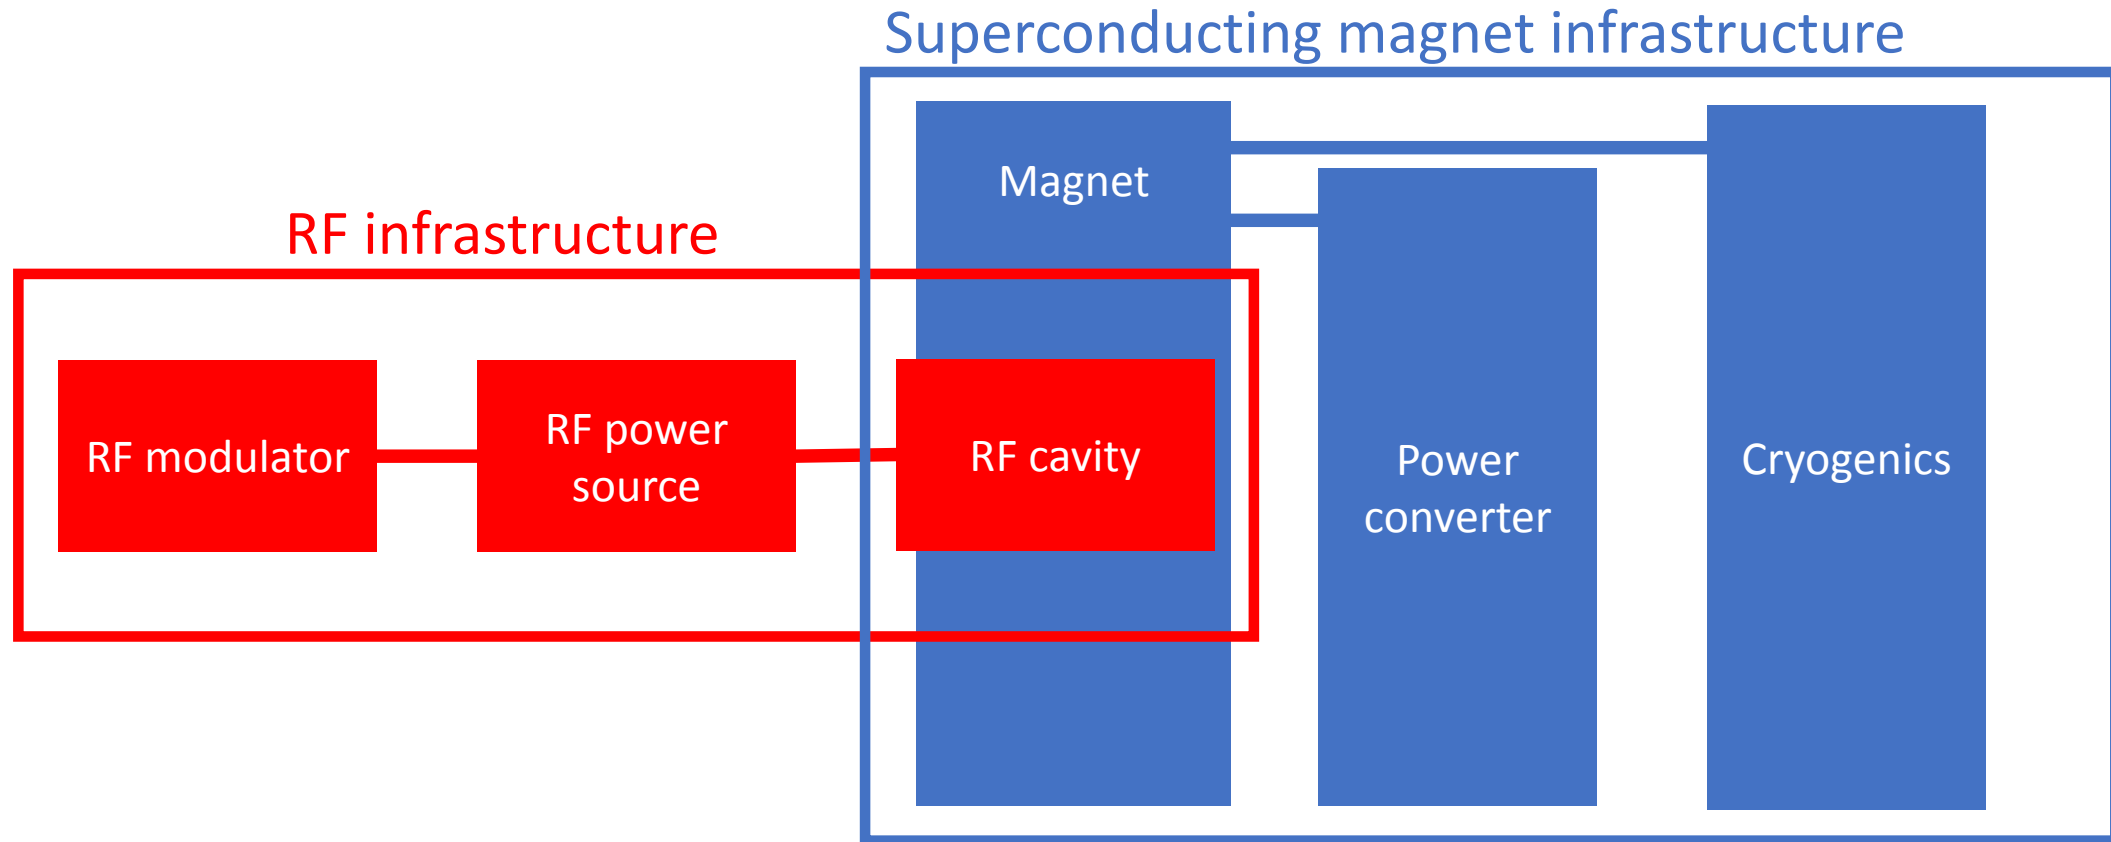 Superconducting magnet infrastructure
Magnet
RF infrastructure
RF modulator
RF power
source
RF cavity
Power
converter
Cryogenics